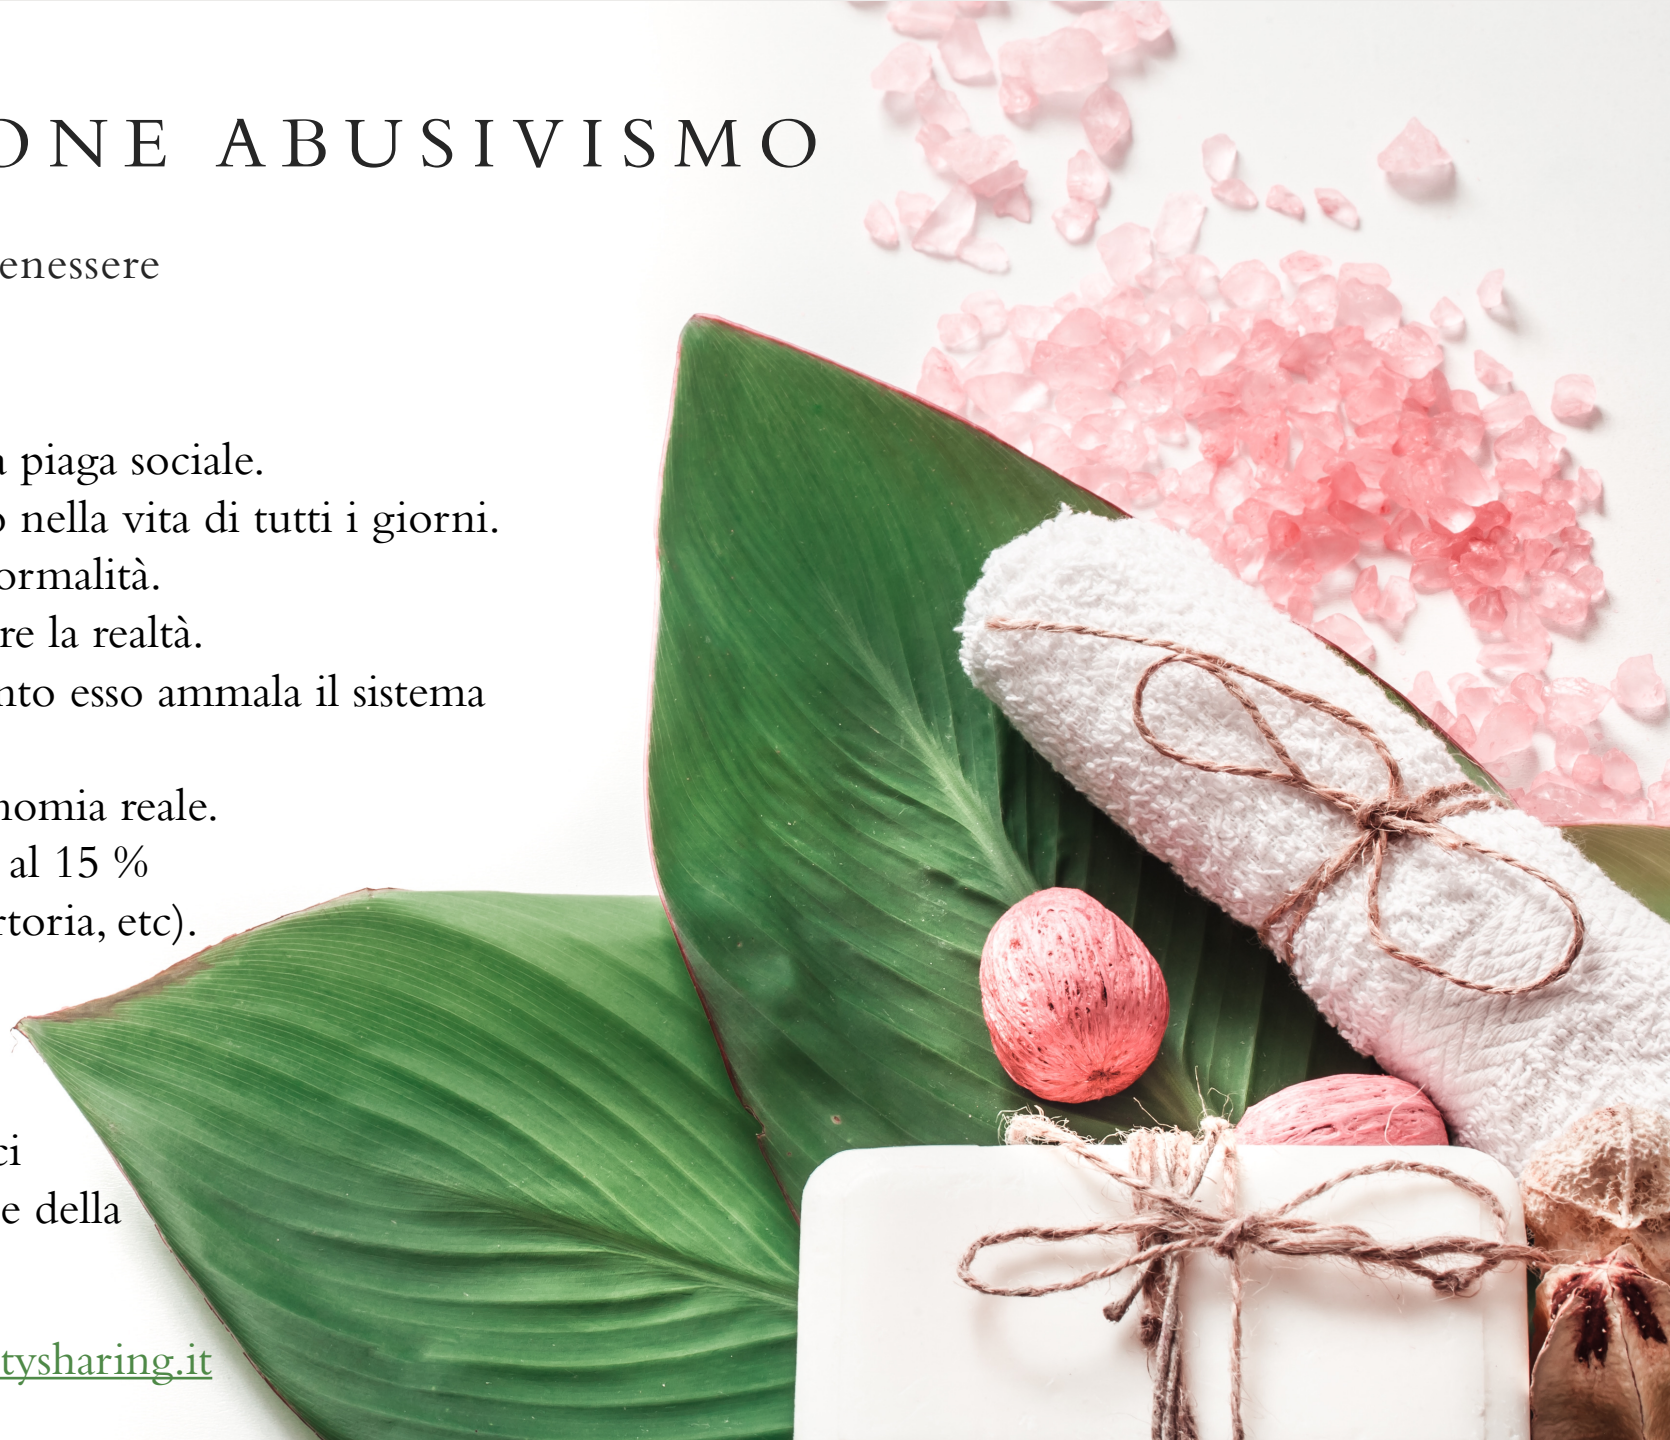 ONE ABUSIVISMO
enessere
a piaga sociale.
o nella vita di tutti i giorni.
ormalità.
re la realtà.
nto esso ammala il sistema
nomia reale.
al 15 %
rtoria, etc).
ci
e della
tysharing.it